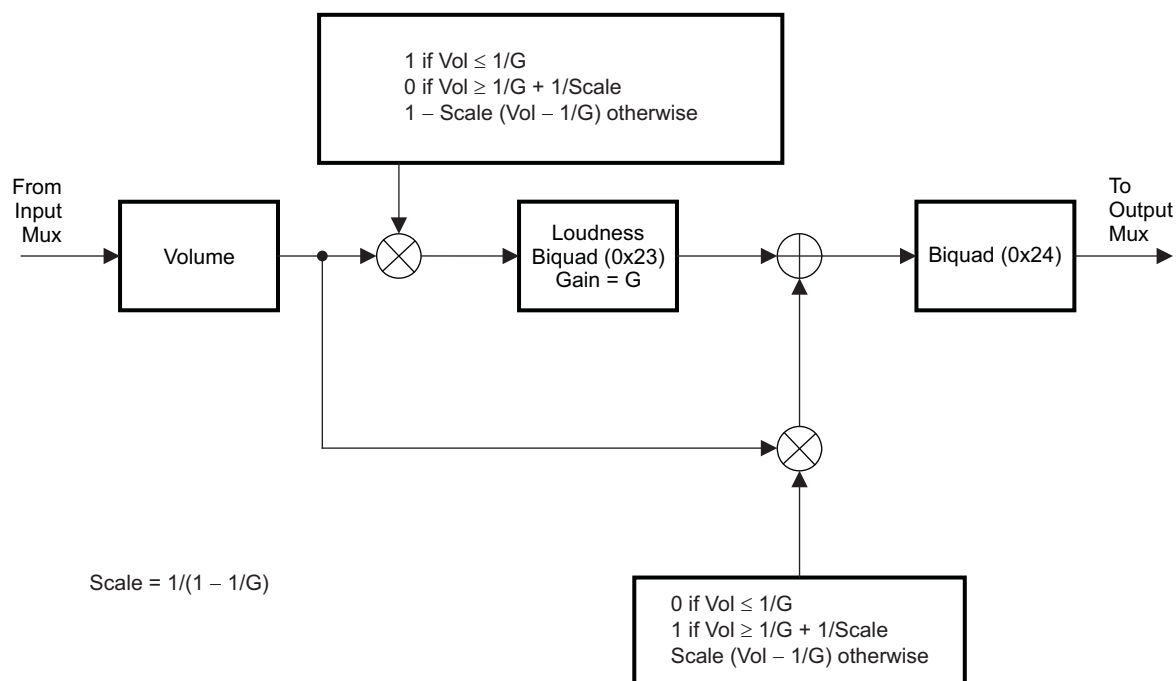 1 if Vol ≤ 1/G
0 if Vol ≥ 1/G + 1/Scale
1 – Scale (Vol – 1/G) otherwise
From
Input
Mux
Volume
Loudness
Biquad (0x23)
Gain = G
Biquad (0x24)
To
Output
Mux
Scale = 1/(1 – 1/G)
0 if Vol ≤ 1/G
1 if Vol ≥ 1/G + 1/Scale
Scale (Vol – 1/G) otherwise